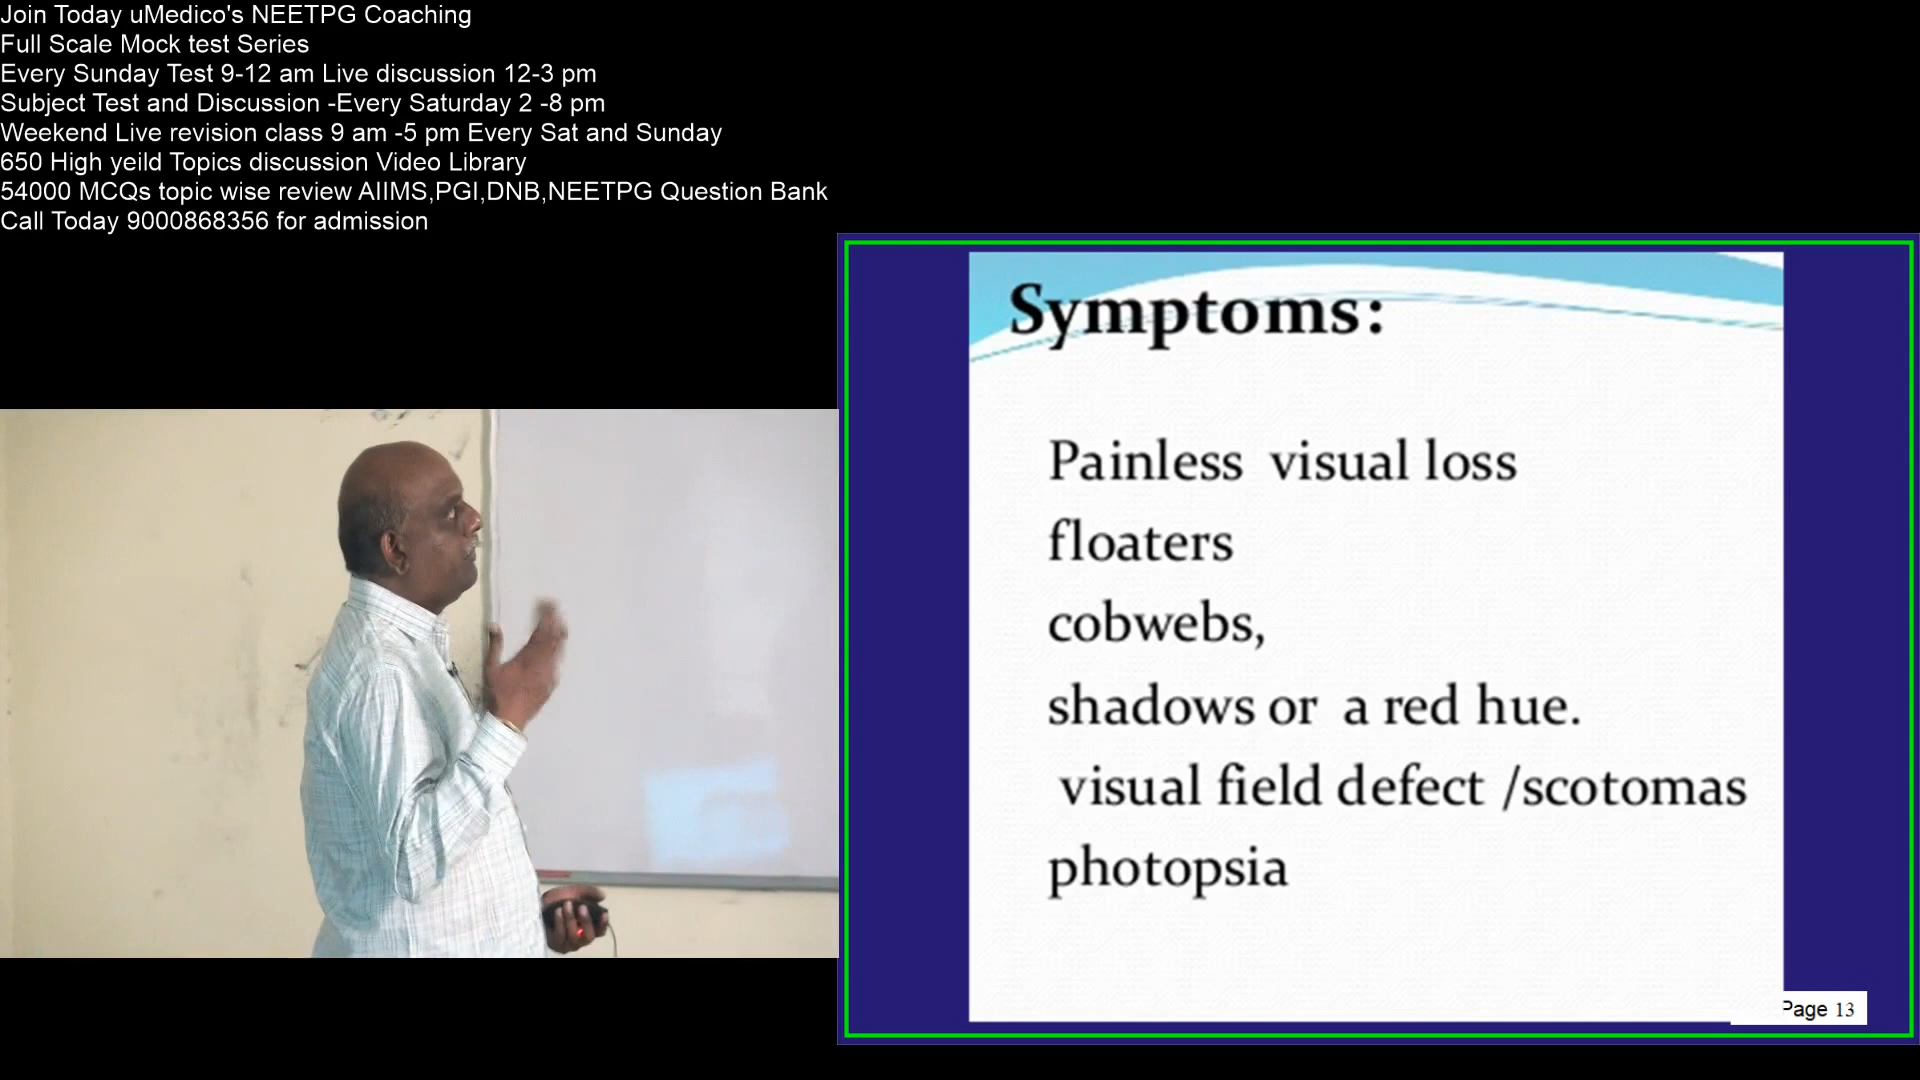 Join Today uMedico's NEETPG Coaching
Full Scale Mock test Series
Every Sunday Test 9-12 am Live discussion 12-3 pm
Subject Test and Discussion -Every Saturday 2 -8 pm
Weekend Live revision class 9 am -5 pm Every Sat and Sunday
650 High yeild Topics discussion Video Library
54000 MCQs topic wise review AIIMS,PGI,DNB,NEETPG Question Bank
Call Today 9000868356 for admission
Symptoms:
Painless visual loss
floaters
cobwebs,
shadows or a red hue.
visual field defect /scotomas
photopsia
Page 13